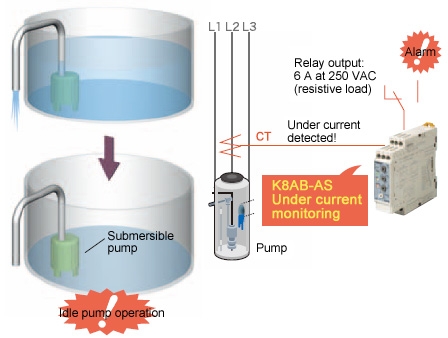 L1 L2 L3
Relay output:
6 A at 250 VAC
(resistive load)
Alarm
CT
Under current
detected!
K8AB-AS
Under current
monitoring
Submersible
pump
Pump
Idle pump operation